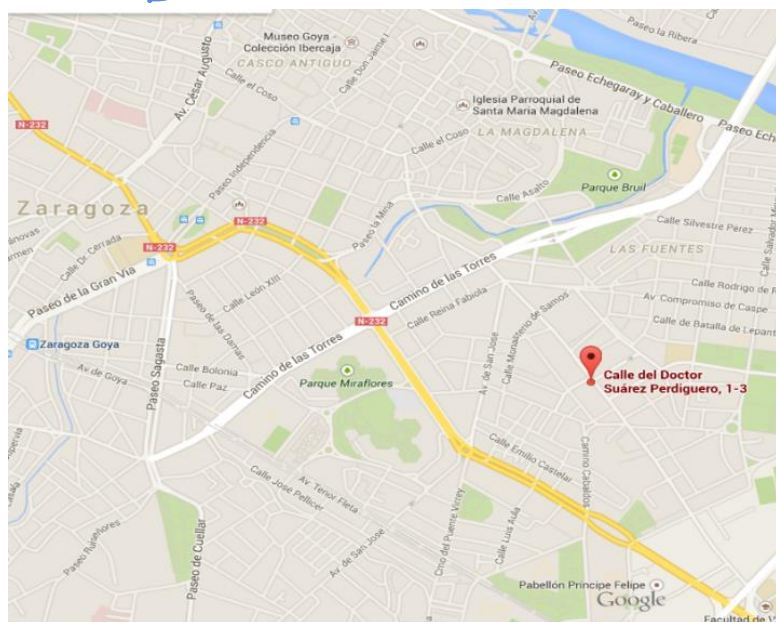 Museo Goya -
Colección Ibercaja
CASCO ANTIGUO
Paseo la Ribera
Paseo Echegaray y Caballero
Av. César Augusto
Calle el Coso
Calle Don Jaime I
Iglesia Parroquial de
Santa Maria Magdalena
LA MAGDALENA
N-232
Calle el Coso
Paseo Independencia
Paseo Eche
Parque Bruil
Calle Asalto
Zaragoza
N-232
Paseo la Mina
Calle Silvestre Pérez
LAS FUENTES
N-232
Calle Dr. Cerrada
Paseo de la Gran Vía
Calle León XIII
Paseo de las Damas
Camino de las Torres
Calle Rodrigo de R
Av. Compromiso de Caspe
Calle Reina Fabiola
Calle Monasterio de Samos
N-232
Calle de Batalla de Lepant
Zaragoza Goya
Camino de las Torres
Av. de San Jose
Av. de Goya
Paseo Sagasta
Calle Bolonia
Calle Paz
Parque Miraflores
Calle del Doctor
Suárez Perdiguero, 1-3
Calle Emilio Castelar
Camino Cabaldós
Av. Tenor Fleta
Calle José Pellicer
Cno del Puente Virrey
Calle Luis Aula
Av. de San Jose
Paseo Ruiseñores
Paseo de Cuellar
Pabellón Príncipe Felipe
Google
Facultad de V